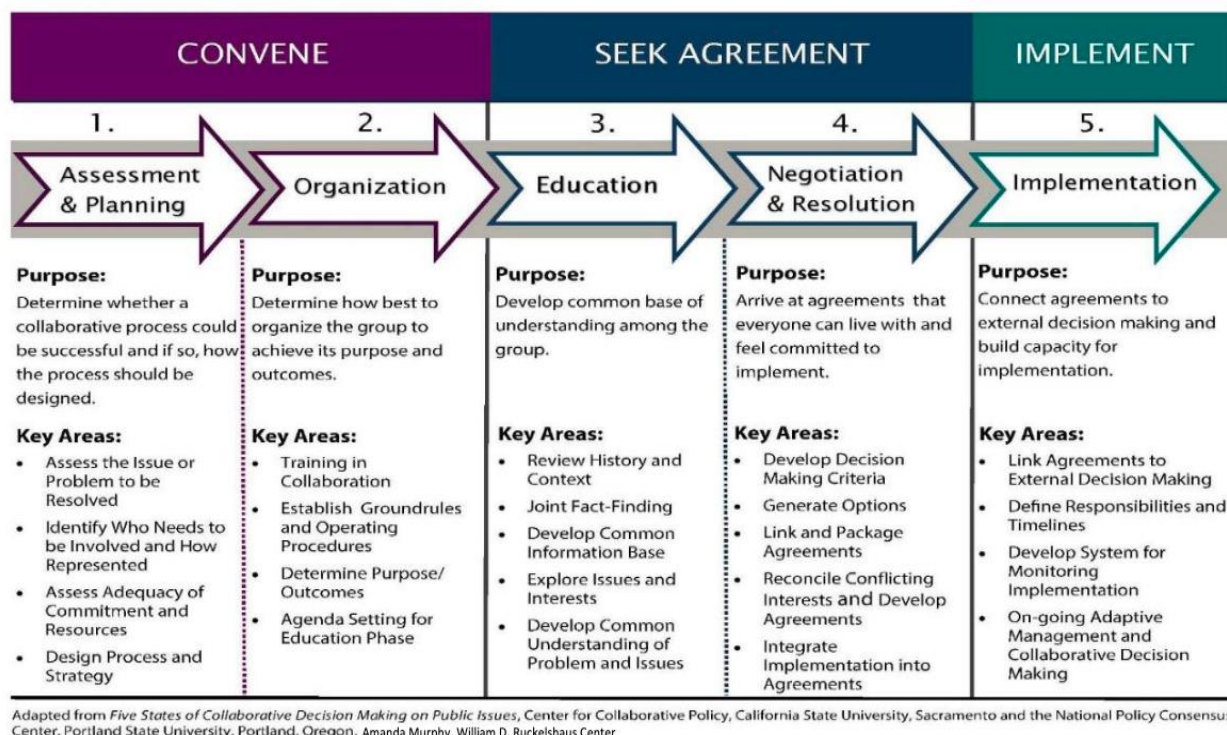 CONVENE
SEEK AGREEMENT
IMPLEMENT
1.
2.
3.
4.
5.
Assessment
& Planning
Organization
Education
Negotiation
& Resolution
Implementation
Purpose:
Determine whether a
collaborative process could
be successful and if so, how
the process should be
designed.
Key Areas:
• Assess the Issue or
Problem to be
Resolved
• Identify Who Needs to
be Involved and How
Represented
• Assess Adequacy of
Commitment and
Resources
• Design Process and
Strategy
Purpose:
Determine how best to
organize the group to
achieve its purpose and
outcomes.
Key Areas:
• Training in
Collaboration
• Establish Groundrules
and Operating
Procedures
• Determine Purpose/
Outcomes
• Agenda Setting for
Education Phase
Purpose:
Develop common base of
understanding among the
group.
Key Areas:
• Review History and
Context
• Joint Fact-Finding
• Develop Common
Information Base
• Explore Issues and
Interests
• Develop Common
Understanding of
Problem and Issues
Purpose:
Arrive at agreements that
everyone can live with and
feel committed to
implement.
Key Areas:
• Develop Decision
Making Criteria
• Generate Options
• Link and Package
Agreements
• Reconcile Conflicting
Interests and Develop
Agreements
• Integrate
Implementation into
Agreements
Purpose:
Connect agreements to
external decision making and
build capacity for
implementation.
Key Areas:
• Link Agreements to
External Decision Making
• Define Responsibilities and
Timelines
• Develop System for
Monitoring
Implementation
• On-going Adaptive
Management and
Collaborative Decision
Making
Adapted from Five States of Collaborative Decision Making on Public Issues, Center for Collaborative Policy, California State University, Sacramento and the National Policy Consensus
Center, Portland State University, Portland, Oregon. Amanda Murphy, William D. Ruckelshaus Center